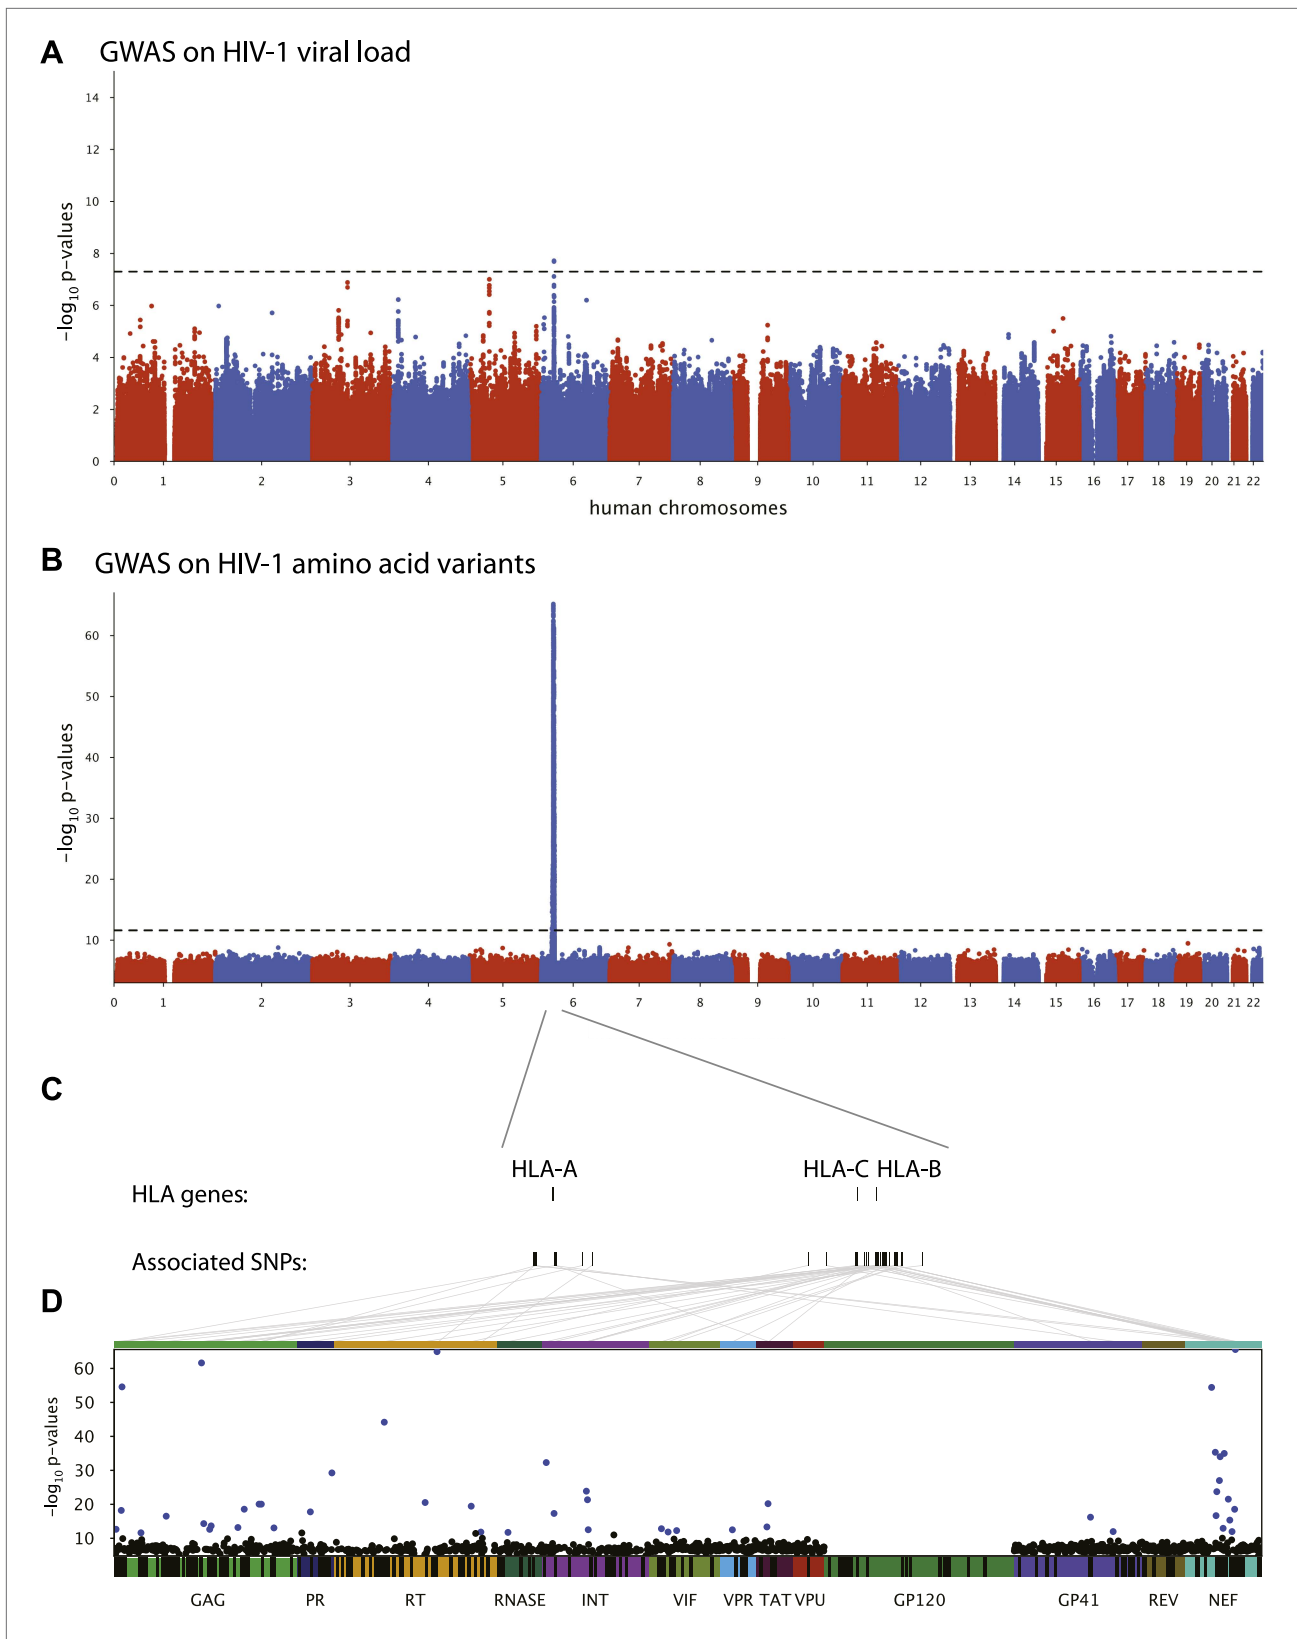 A GWAS on HIV-1 viral load
14
12
10
8
6
4
2
0
−log10 p−values
0 1 2 3 4 5 6 7 8 9 10 11 12 13 14 15 16 17 18 19 20 21 22
human chromosomes
B GWAS on HIV-1 amino acid variants
60
50
40
30
20
10
−log10 p−values
0 1 2 3 4 5 6 7 8 9 10 11 12 13 14 15 16 17 18 19 20 21 22
C
HLA-A HLA-C HLA-B
HLA genes:
Associated SNPs:
D
60
50
40
30
20
10
−log10 p−values
GAG PR RT RNASE INT VIF VPR TAT VPU GP120 GP41 REV NEF